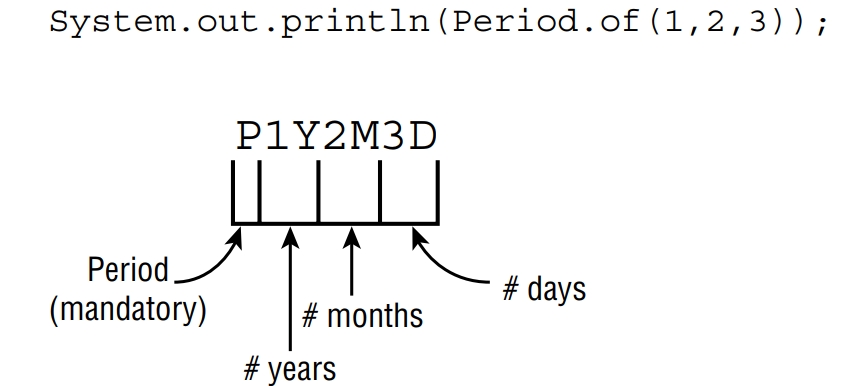 System.out.println(Period.of(1,2,3));
P1Y2M3D
Period
(mandatory)
# years
# months
# days